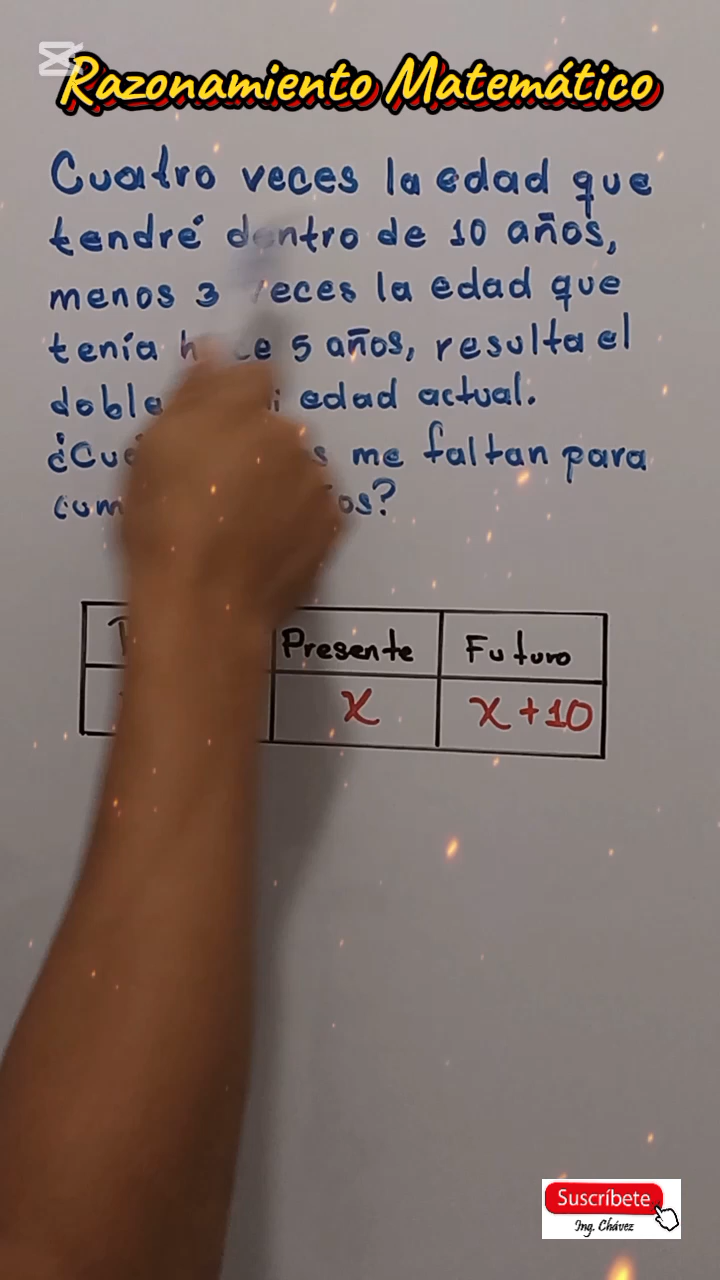 Razonamiento Matemático
Cuatro veces la edad que
tendré dentro de 10 años,
menos 3 veces la edad que
tenía hace 5 años, resulta el
doble edad actual.
me faltan para
Presente Futuro
x x+10
Suscríbete
Ing. Chávez